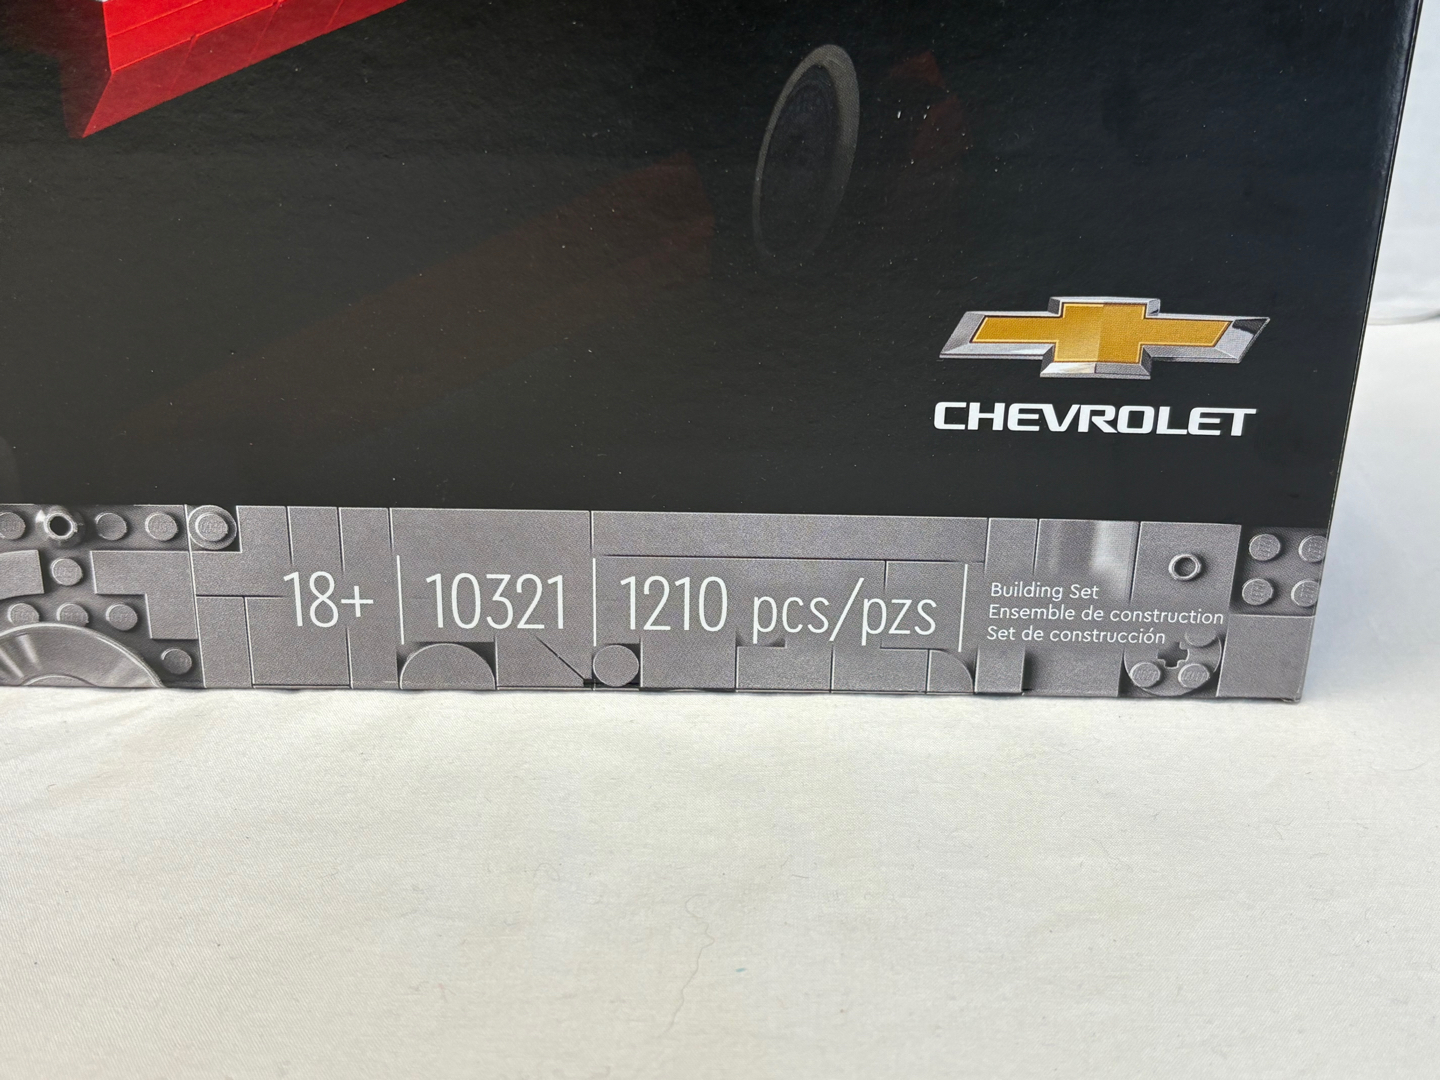 CHEVROLET
18+ 10321 1210 pcs/pzs
Building Set
Ensemble de construction
Set de construcción